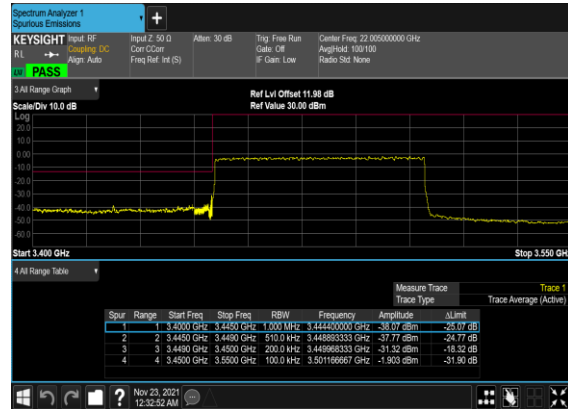 Spectrum Analyzer 1
Spurious Emissions
+
KEYSIGHT Input: RF Input Z: 50 Ω Atten: 30 dB Trig: Free Run Center Freq: 22.005000000 GHz
RL Coupling: DC Corr CCorr Gate: Off Avg|Hold: 100/100
Align: Auto Freq Ref: Int (S) IF Gain: Low Radio Std: None
PASS
3 All Range Graph Ref Lvl Offset 11.98 dB
Scale/Div 10.0 dB Ref Value 30.00 dBm
Log
20.0
10.0
0.00
-10.0
-20.0
-30.0
-40.0
-50.0
-60.0
Start 3.400 GHz Stop 3.550 GHz
4 All Range Table
Measure Trace Trace 1
Trace Type Trace Average (Active)
Spur Range Start Freq Stop Freq RBW Frequency Amplitude ΔLimit
1 1 3.4000 GHz 3.4450 GHz 1.000 MHz 3.444400000 GHz -38.07 dBm -25.07 dB
2 2 3.4450 GHz 3.4490 GHz 510.0 kHz 3.448893333 GHz -37.77 dBm -24.77 dB
3 3 3.4490 GHz 3.4500 GHz 200.0 kHz 3.449968333 GHz -31.32 dBm -18.32 dB
4 4 3.4500 GHz 3.5500 GHz 100.0 kHz 3.501166667 GHz -1.903 dBm -31.90 dB
? Nov 23, 2021
12:32:52 AM